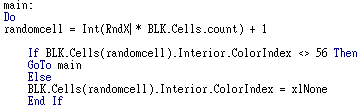 main:
Do
randomcell = Int(RndX * BLK.Cells.count) + 1
If BLK.Cells(randomcell).Interior.ColorIndex <> 56 Then
GoTo main
Else
BLK.Cells(randomcell).Interior.ColorIndex = xlNone
End If